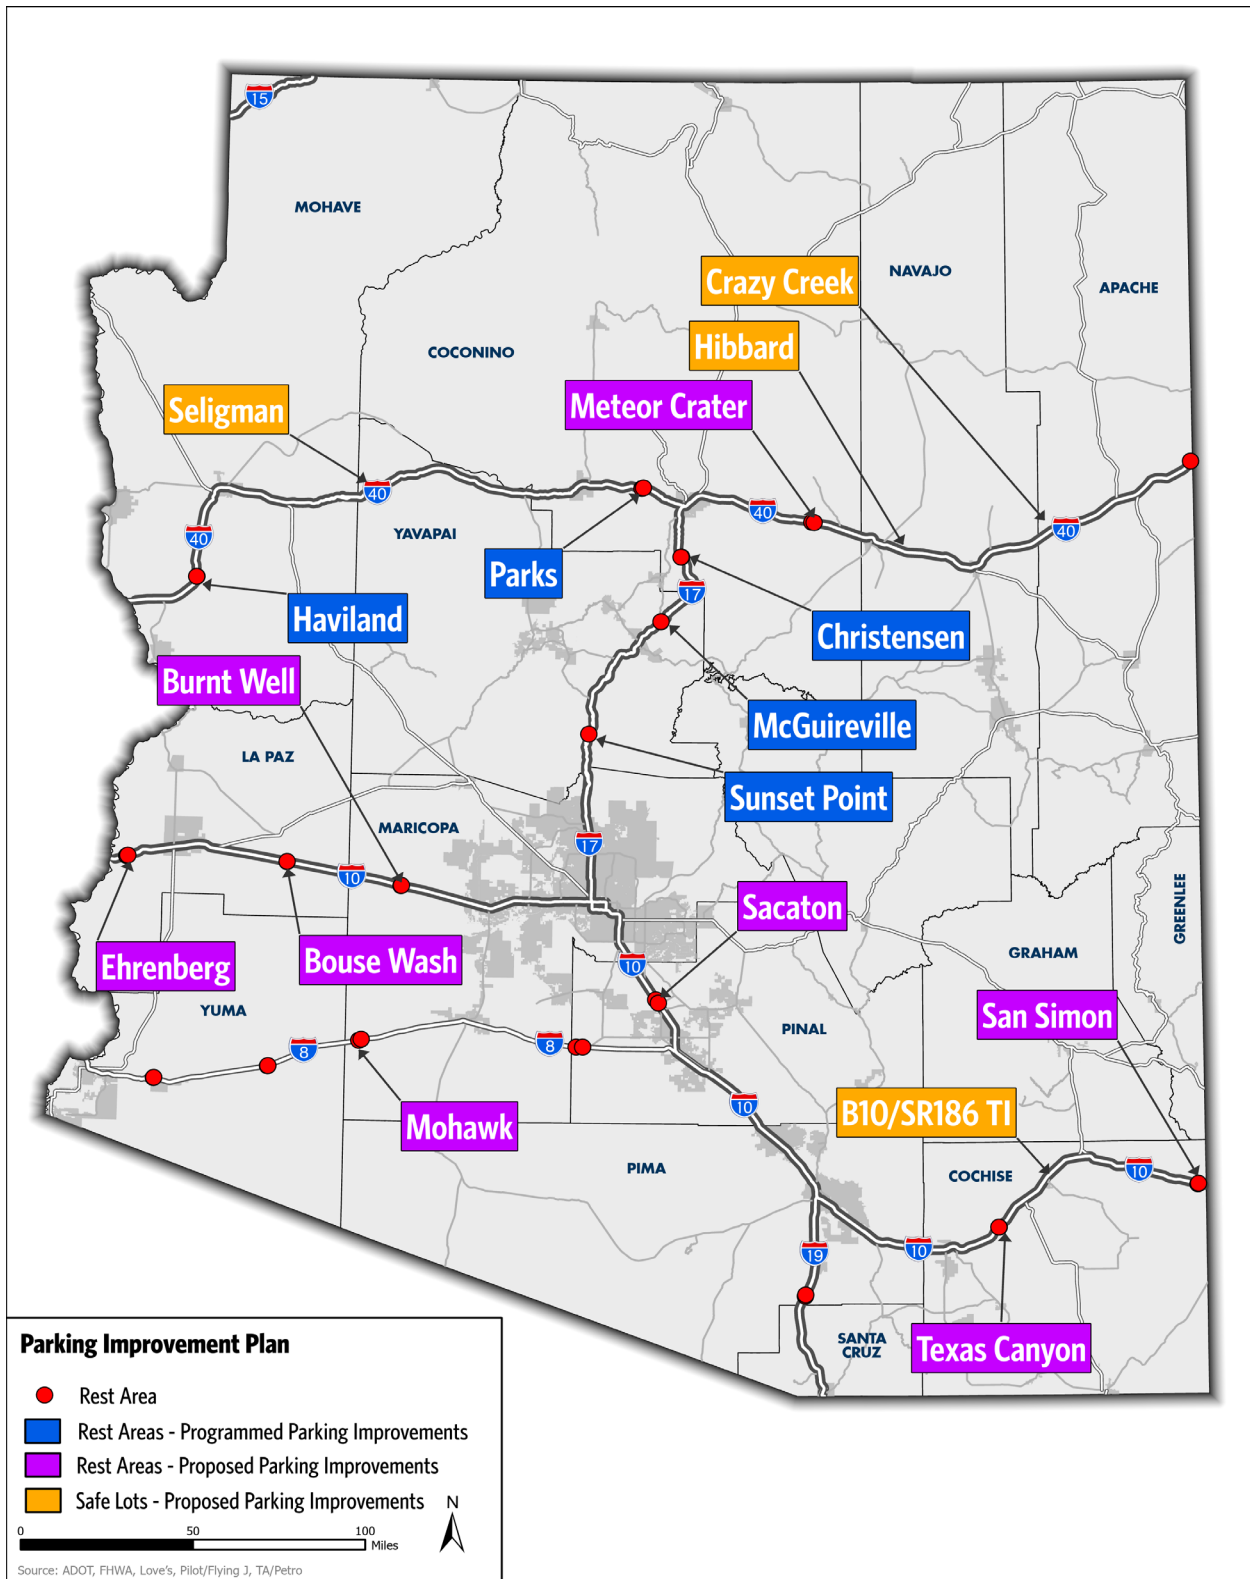 15
MOHAVE
Crazy Creek
NAVAJO
APACHE
Hibbard
COCONINO
Meteor Crater
Seligman
40
40
40
40
YAVAPAI
Parks
17
Haviland
Christensen
Burnt Well
McGuireville
LA PAZ
Sunset Point
MARICOPA
17
10
Sacaton
GREENLEE
Ehrenberg
Bouse Wash
10
GRAHAM
YUMA
San Simon
PINAL
8
8
Mohawk
10
B10/SR186 TI
PIMA
COCHISE
10
19
10
SANTA
CRUZ
Texas Canyon
Parking Improvement Plan
Rest Area
Rest Areas - Programmed Parking Improvements
Rest Areas - Proposed Parking Improvements
Safe Lots - Proposed Parking Improvements
N
0 50 100
Miles
Source: ADOT, FHWA, Love's, Pilot/Flying J, TA/Petro